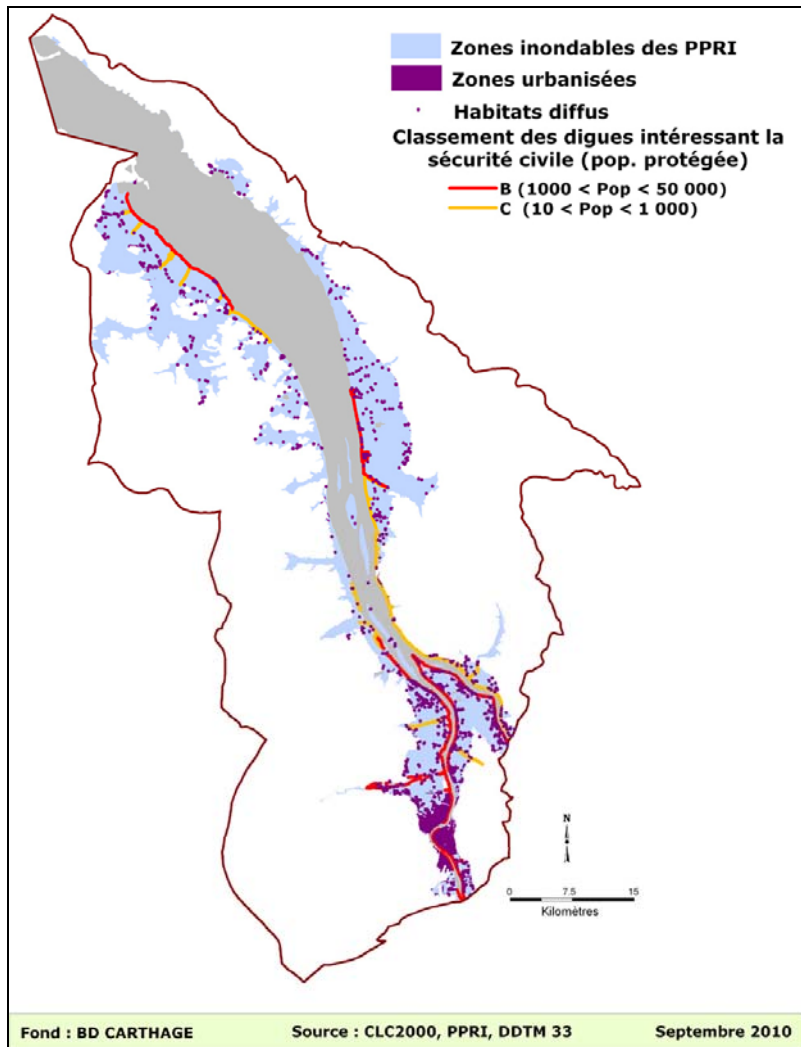 Zones inondables des PPRI
Zones urbanisées
Habitats diffus
Classement des digues intéressant la
sécurité civile (pop. protégée)
B (1000 < Pop < 50 000)
C (10 < Pop < 1 000)
N
0 7.5 15
Kilomètres
Fond : BD CARTHAGE Source : CLC2000, PPRI, DDTM 33 Septembre 2010